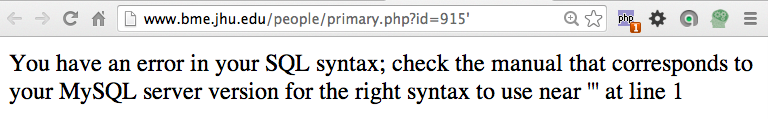 www.bme.jhu.edu/people/primary.php?id=915'
php
1
You have an error in your SQL syntax; check the manual that corresponds to
your MySQL server version for the right syntax to use near ''' at line 1